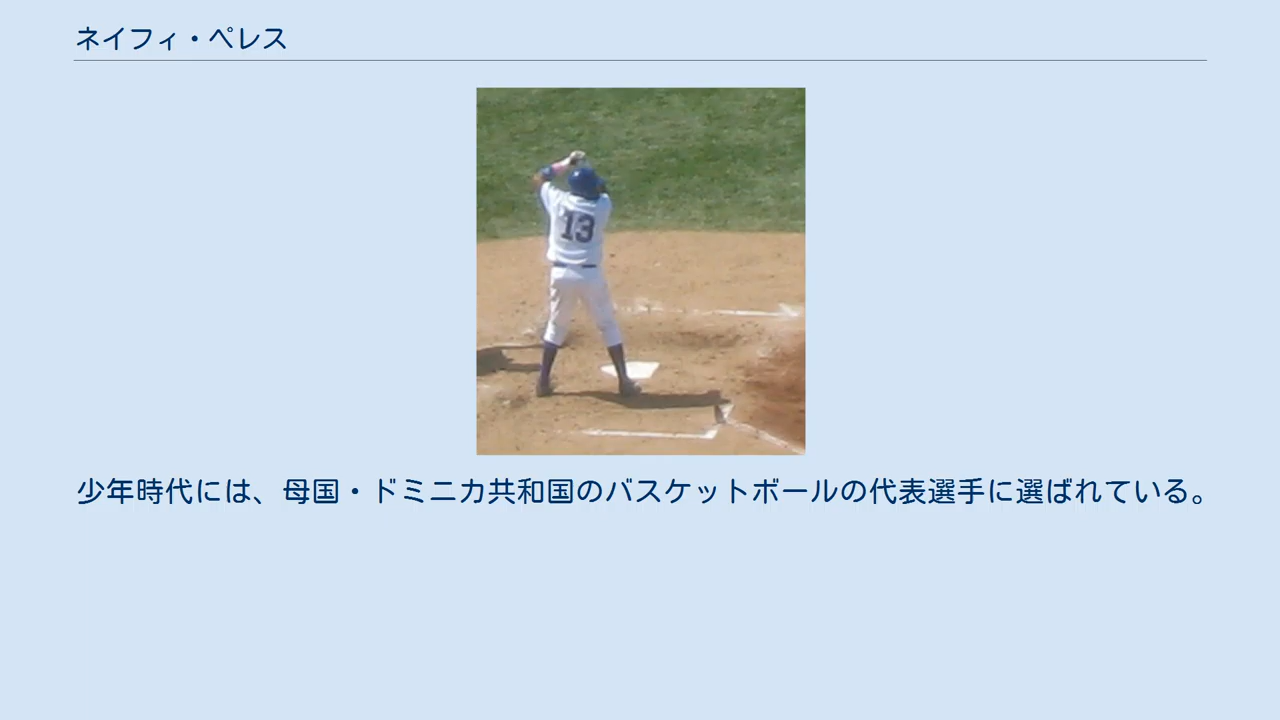 ネイフィ・ペレス
13
少年時代には、母国・ドミニカ共和国のバスケットボールの代表選手に選ばれている。